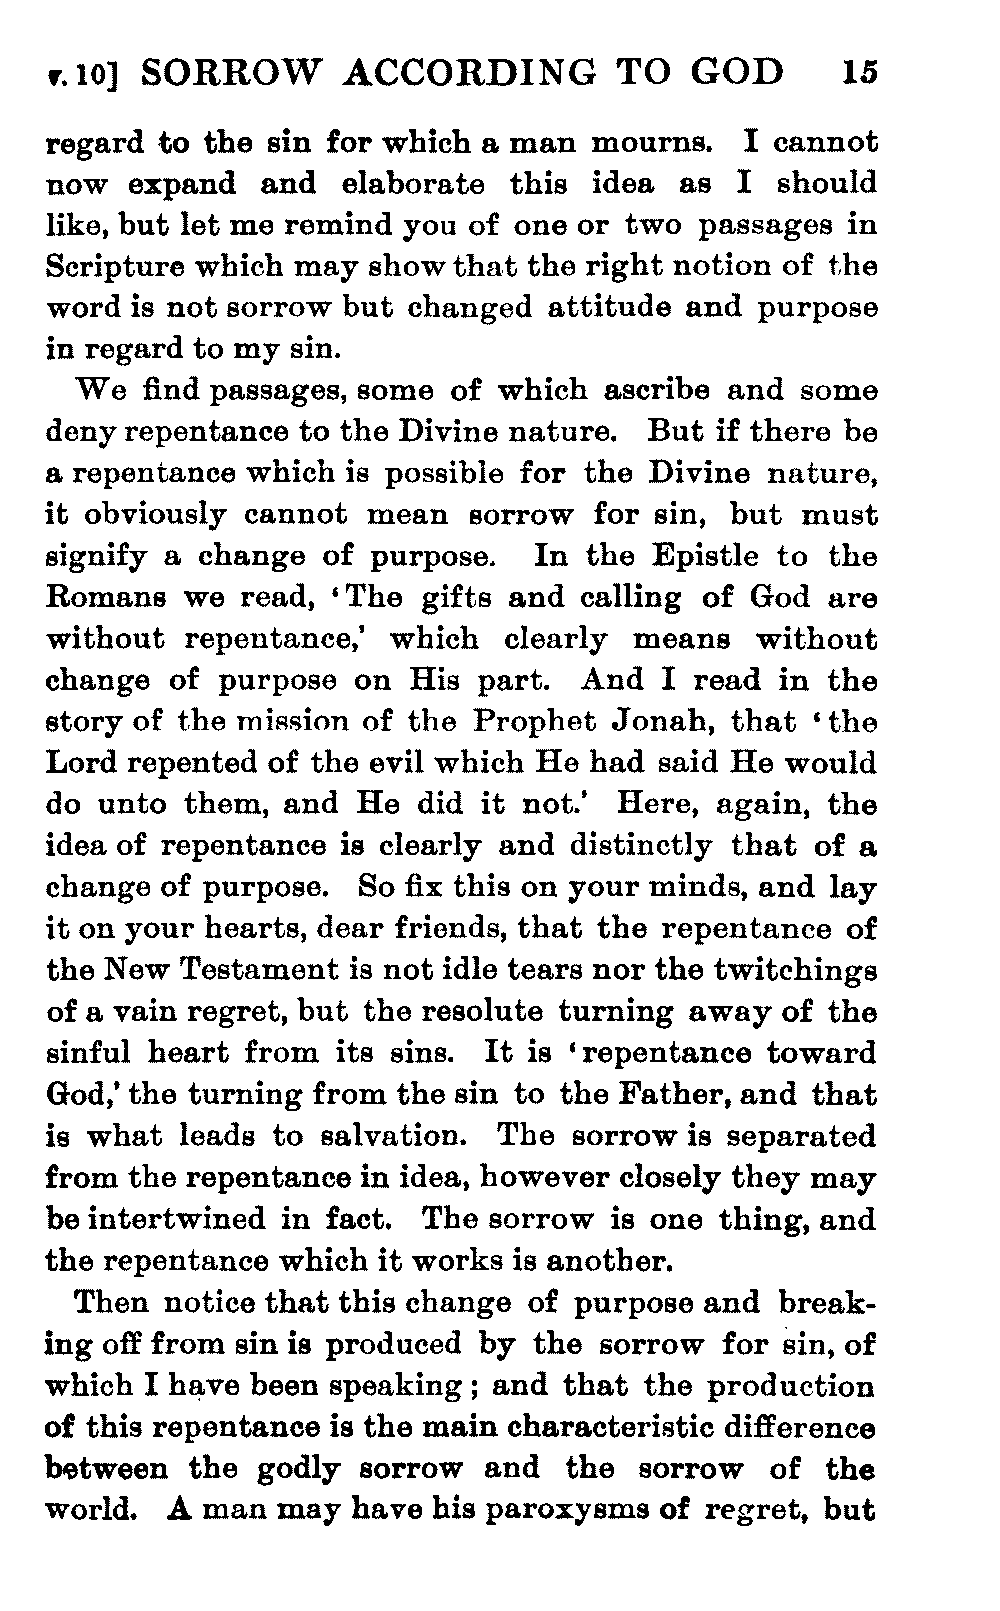 v. 10] SORROW ACCORDING TO GOD 15
regard to the sin for which a man mourns. I cannot
now expand and elaborate this idea as I should
like, but let me remind you of one or two passages in
Scripture which may show that the right notion of the
word is not sorrow but changed attitude and purpose
in regard to my sin.
We find passages, some of which ascribe and some
deny repentance to the Divine nature. But if there be
a repentance which is possible for the Divine nature,
it obviously cannot mean sorrow for sin, but must
signify a change of purpose. In the Epistle to the
Romans we read, ‘The gifts and calling of God are
without repentance,’ which clearly means without
change of purpose on His part. And I read in the
story of the mission of the Prophet Jonah, that ‘the
Lord repented of the evil which He had said He would
do unto them, and He did it not.’ Here, again, the
idea of repentance is clearly and distinctly that of a
change of purpose. So fix this on your minds, and lay
it on your hearts, dear friends, that the repentance of
the New Testament is not idle tears nor the twitchings
of a vain regret, but the resolute turning away of the
sinful heart from its sins. It is ‘repentance toward
God,’ the turning from the sin to the Father, and that
is what leads to salvation. The sorrow is separated
from the repentance in idea, however closely they may
be intertwined in fact. The sorrow is one thing, and
the repentance which it works is another.
Then notice that this change of purpose and break-
ing off from sin is produced by the sorrow for sin, of
which I have been speaking; and that the production
of this repentance is the main characteristic difference
between the godly sorrow and the sorrow of the
world. A man may have his paroxysms of regret, but